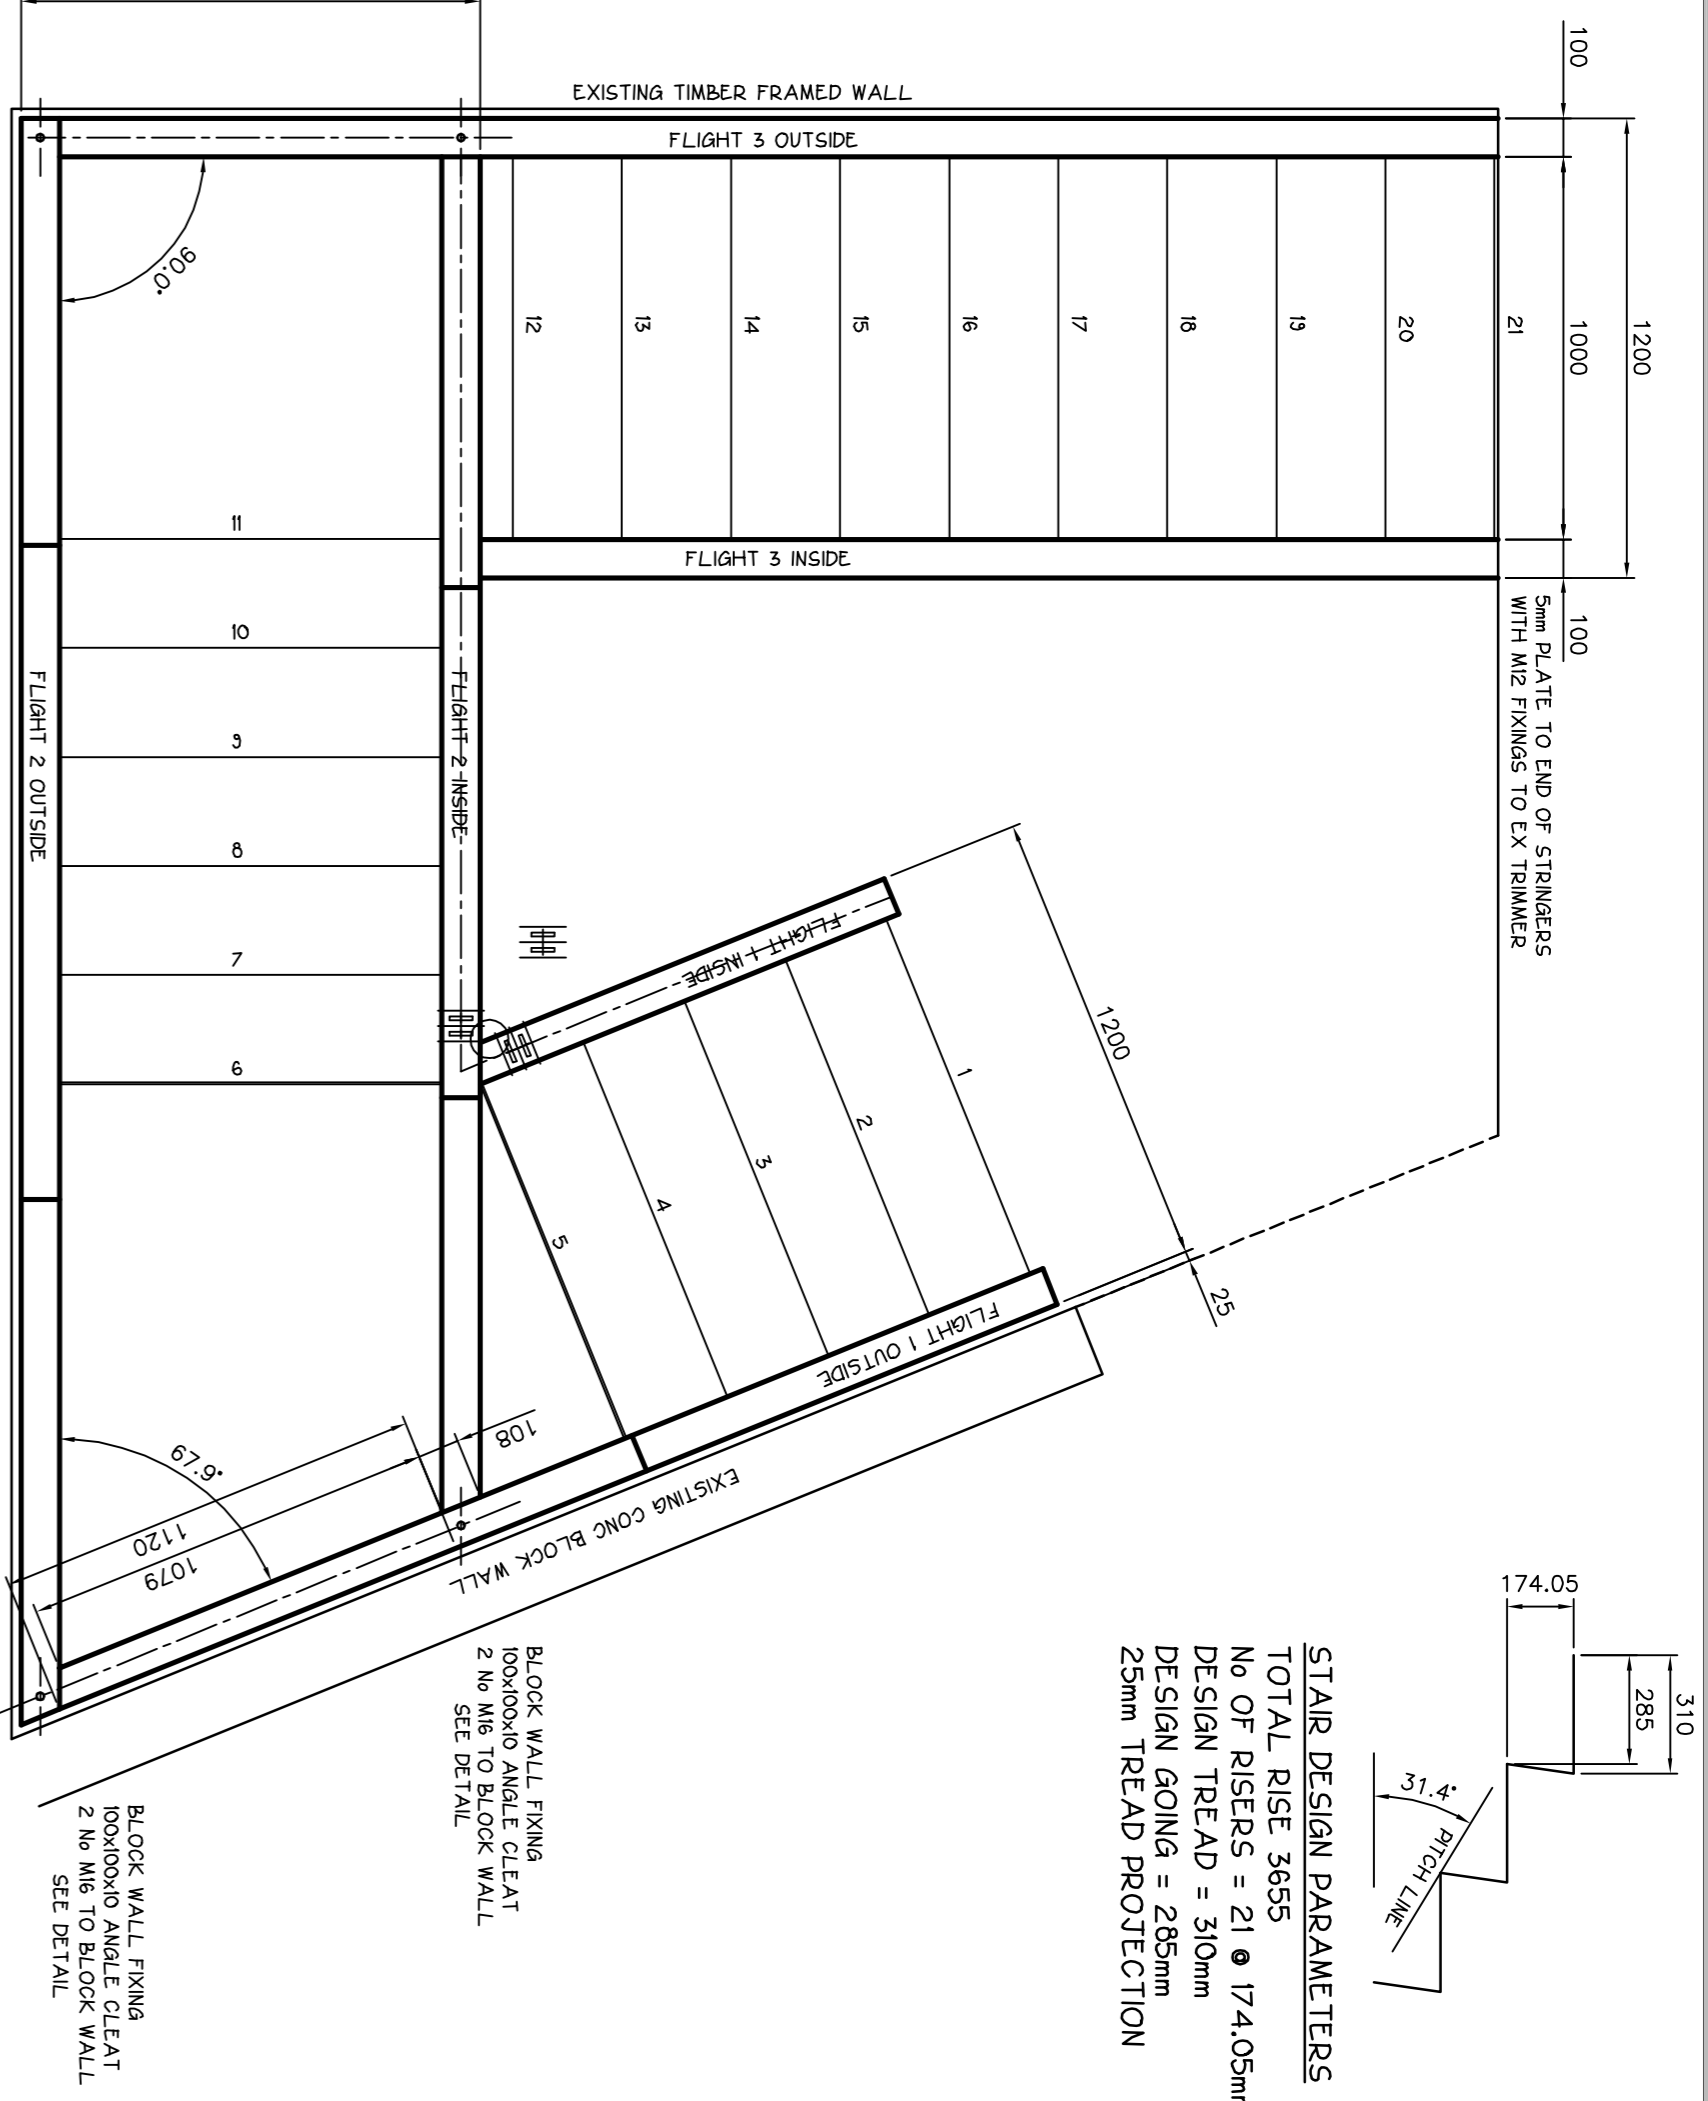 100
1200
1000
100
EXISTING TIMBER FRAMED WALL
FLIGHT 3 OUTSIDE
90.0°
12
13
14
15
16
17
18
19
20
21
FLIGHT 3 INSIDE
5mm PLATE TO END OF STRINGERS
WITH M12 FIXINGS TO EX TRIMMER
11
10
9
8
7
6
FLIGHT 2 OUTSIDE
FLIGHT 2 INSIDE
FLIGHT 1 INSIDE
1200
25
1
2
3
4
5
FLIGHT 1 OUTSIDE
EXISTING CONC BLOCK WALL
108
67.9°
1120
1079
BLOCK WALL FIXING
100x100x10 ANGLE CLEAT
2 No M16 TO BLOCK WALL
SEE DETAIL
BLOCK WALL FIXING
100x100x10 ANGLE CLEAT
2 No M16 TO BLOCK WALL
SEE DETAIL
174.05
310
285
31.4°
PITCH LINE
STAIR DESIGN PARAMETERS
TOTAL RISE 3655
No OF RISERS = 21 @ 174.05m
DESIGN TREAD = 310mm
DESIGN GOING = 285mm
25mm TREAD PROJECTION